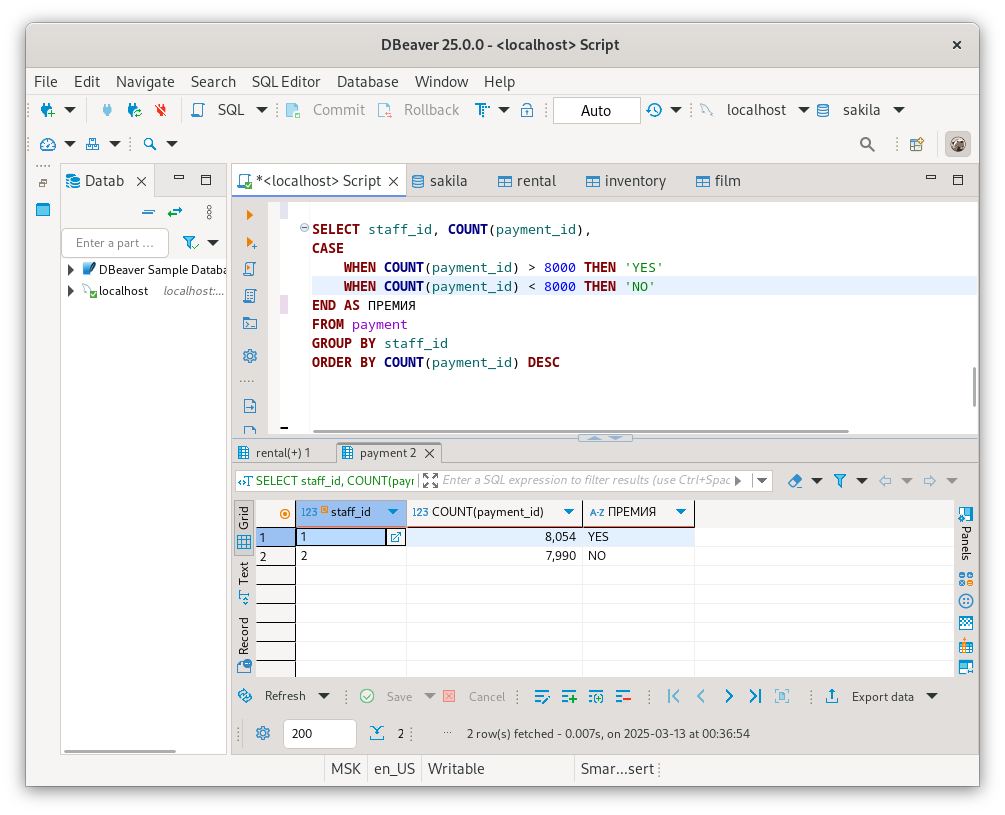 DBeaver 25.0.0 - <localhost> Script
File Edit Navigate Search SQL Editor Database Window Help
SQL Commit Rollback Auto localhost sakila
Datab
*<localhost> Script sakila rental inventory film
Enter a part ...
DBeaver Sample Databa
localhost localhost:...
SELECT staff_id, COUNT(payment_id),
CASE
WHEN COUNT(payment_id) > 8000 THEN 'YES'
WHEN COUNT(payment_id) < 8000 THEN 'NO'
END AS ПРЕМИЯ
FROM payment
GROUP BY staff_id
ORDER BY COUNT(payment_id) DESC
rental(+) 1 payment 2
SELECT staff_id, COUNT(payı Enter a SQL expression to filter results (use Ctrl+Spac
Grid
Text
Record
123 staff_id 123 COUNT(payment_id) A-Z ПРЕМИЯ
1 1 8,054 YES
2 2 7,990 NO
Panels
Refresh Save Cancel Export data
200 2 ... 2 row(s) fetched - 0.007s, on 2025-03-13 at 00:36:54
MSK en_US Writable Smar...sert